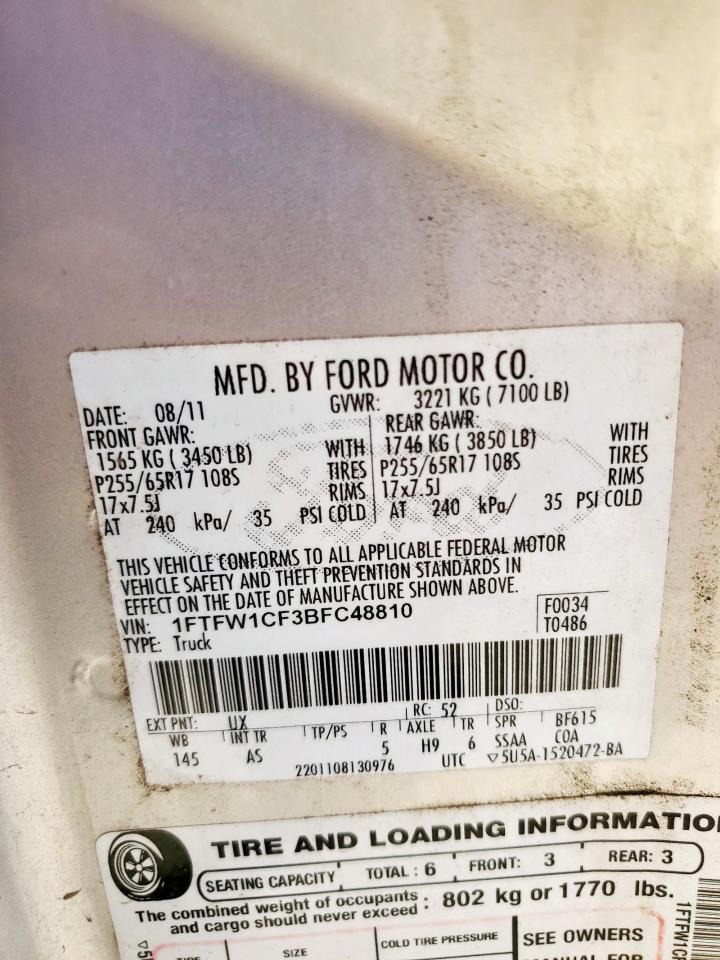 MFD. BY FORD MOTOR CO.
DATE: 08/11 GVWR: 3221 KG ( 7100 LB)
FRONT GAWR: REAR GAWR:
1565 KG ( 3450 LB) WITH 1746 KG ( 3850 LB) WITH
P255/65R17 108S TIRES P255/65R17 108S TIRES
17x7.5J RIMS 17x7.5J RIMS
AT 240 kPa/ 35 PSI COLD AT 240 kPa/ 35 PSI COLD
THIS VEHICLE CONFORMS TO ALL APPLICABLE FEDERAL MOTOR
VEHICLE SAFETY AND THEFT PREVENTION STANDARDS IN
EFFECT ON THE DATE OF MANUFACTURE SHOWN ABOVE.
VIN: 1FTFW1CF3BFC48810 F0034
TYPE: Truck T0486
EXT PNT: UX RC: 52 DSO:
WB INT TR TP/PS R AXLE TR SPR BF615
145 AS 5 H9 6 SSAA COA
2201108130976 UTC ▽5U5A-1520472-BA
TIRE AND LOADING INFORMATIO
SEATING CAPACITY TOTAL : 6 FRONT: 3 REAR: 3
The combined weight of occupants
and cargo should never exceed : 802 kg or 1770 lbs.
SIZE COLD TIRE PRESSURE SEE OWNERS
MANUAL FOR
1FTFW1CF